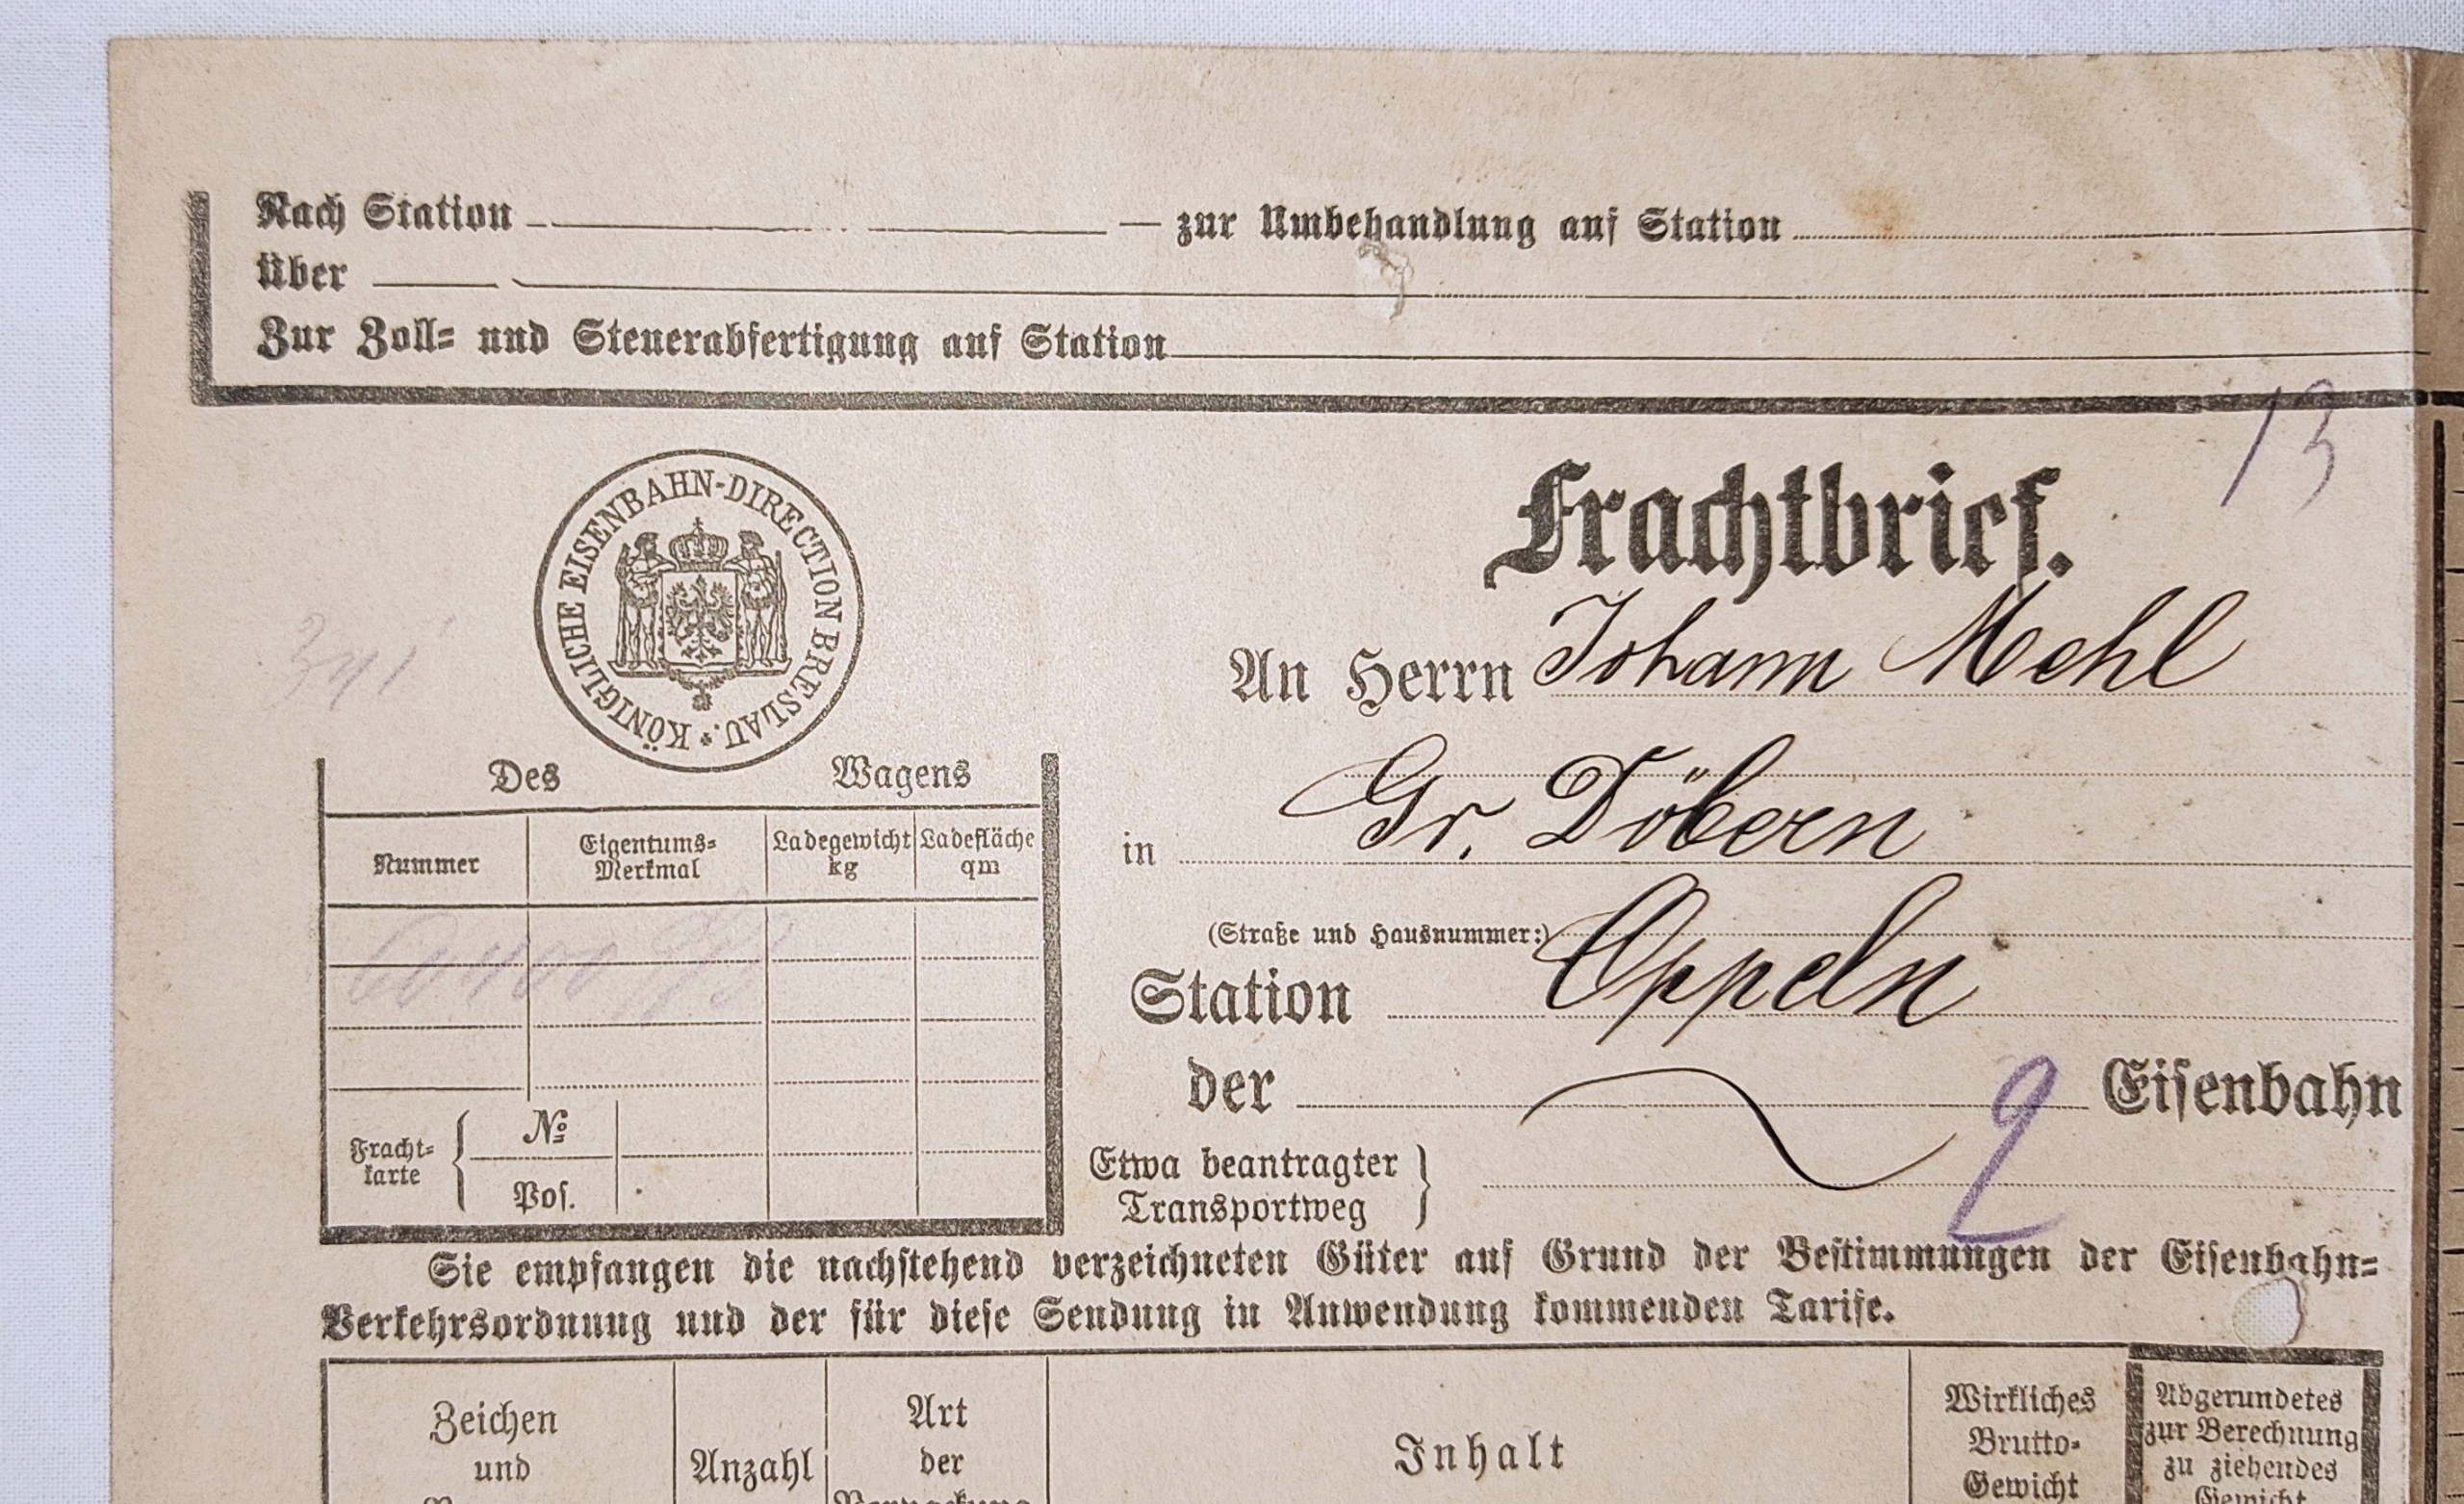 Nach Station — zur Umbehandlung auf Station
über
Zur Zoll- und Steuerabfertigung auf Station
13
KÖNIGLICHE EISENBAHN-DIRECTION BRESLAU.
Frachtbrief.
An Herrn Johann Mehl
in Gr. Döbern
(Straße und Hausnummer:)
Station Oppeln
der Eisenbahn
2
Etwa beantragter
Transportweg
Des Wagens
Nummer
Eigentums-
Merkmal
Ladegewicht
kg
Ladefläche
qm
Fracht-
karte
No
Pos.
Sie empfangen die nachstehend verzeichneten Güter auf Grund der Bestimmungen der Eisenbahn-
Verkehrsordnung und der für diese Sendung in Anwendung kommenden Tarife.
Zeichen
und
Anzahl
Art
der
Verpackung
Inhalt
Wirkliches
Brutto-
Gewicht
Abgerundetes
zur Berechnung
zu ziehendes
Gewicht